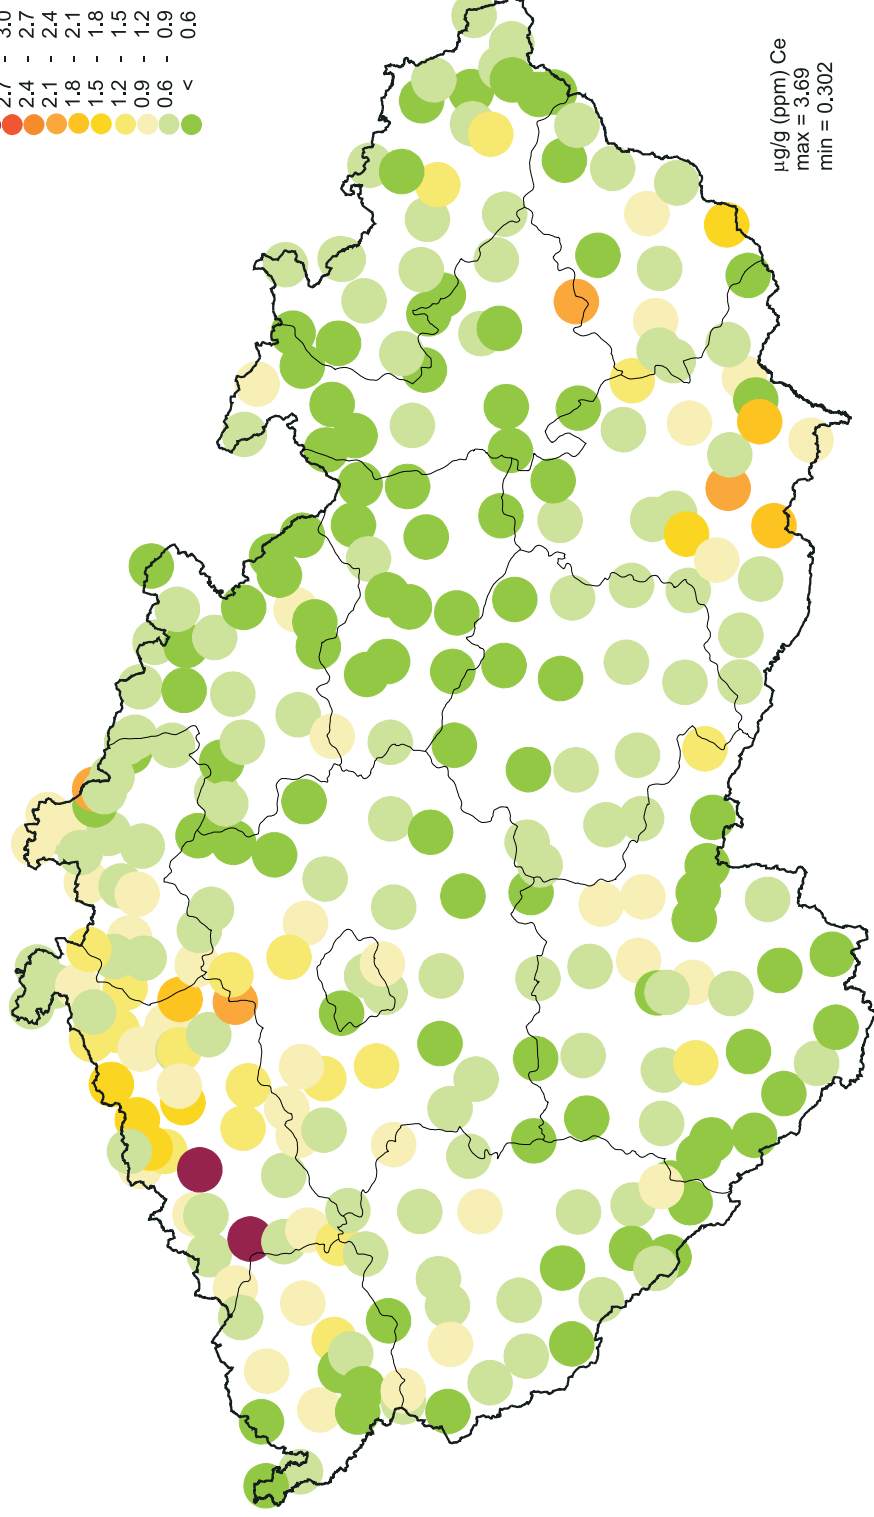 2.7 - 3.0
2.4 - 2.7
2.1 - 2.4
1.8 - 2.1
1.5 - 1.8
1.2 - 1.5
0.9 - 1.2
0.6 - 0.9
< 0.6
µg/g (ppm) Ce
max = 3.69
min = 0.302